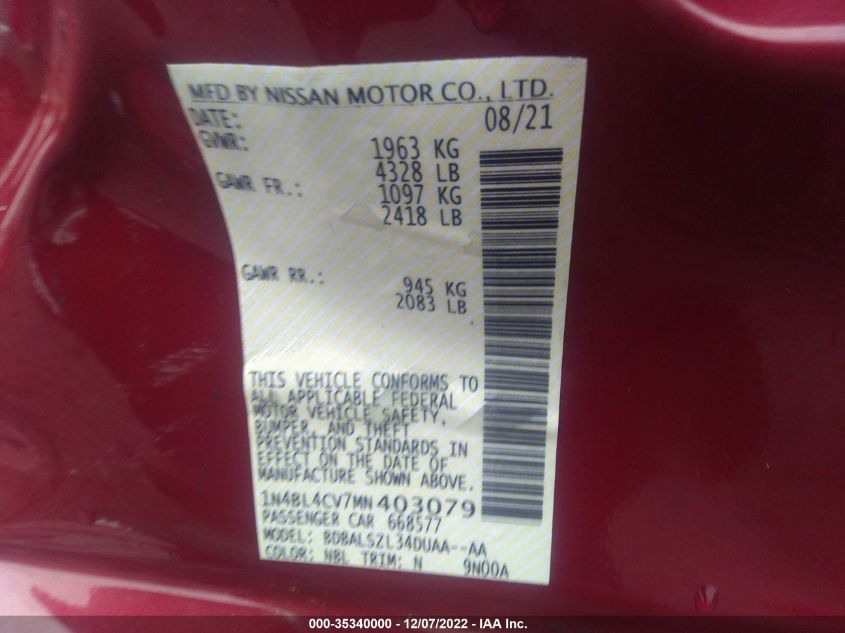 MFD BY NISSAN MOTOR CO., LTD.
DATE: 08/21
GVWR: 1963 KG
4328 LB
GAWR FR.: 1097 KG
2418 LB
GAWR RR.: 945 KG
2083 LB
THIS VEHICLE CONFORMS TO
ALL APPLICABLE FEDERAL
MOTOR VEHICLE SAFETY,
BUMPER, AND THEFT
PREVENTION STANDARDS IN
EFFECT ON THE DATE OF
MANUFACTURE SHOWN ABOVE.
1N4BL4CV7MN403079
PASSENGER CAR 668577
MODEL: BDBALSZL34DUAA--AA
COLOR: NBL TRIM: N 9N00A
000-35340000 - 12/07/2022 - IAA Inc.